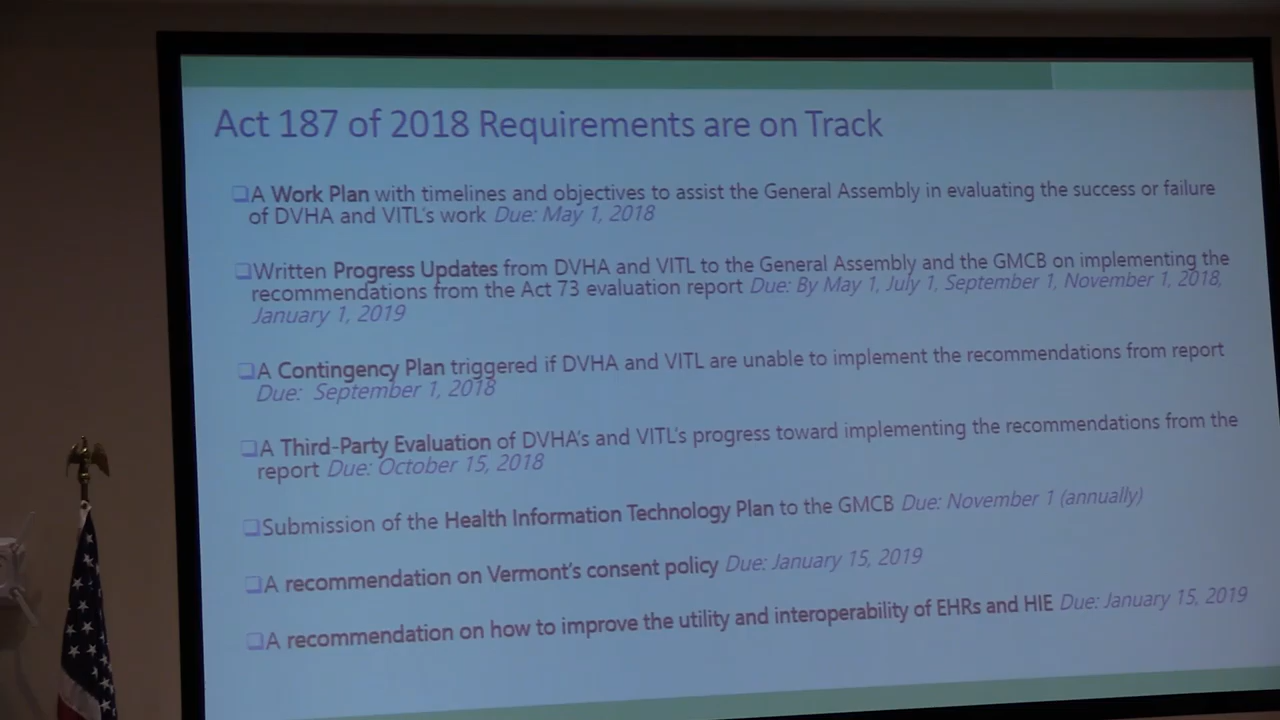 Act 187 of 2018 Requirements are on Track
❑A Work Plan with timelines and objectives to assist the General Assembly in evaluating the success or failure
of DVHA and VITL's work Due: May 1, 2018
❑Written Progress Updates from DVHA and VITL to the General Assembly and the GMCB on implementing the
recommendations from the Act 73 evaluation report Due: By May 1, July 1, September 1, November 1, 2018,
January 1, 2019
❑A Contingency Plan triggered if DVHA and VITL are unable to implement the recommendations from report
Due: September 1, 2018
❑A Third-Party Evaluation of DVHA's and VITL's progress toward implementing the recommendations from the
report Due: October 15, 2018
❑Submission of the Health Information Technology Plan to the GMCB Due: November 1 (annually)
❑A recommendation on Vermont's consent policy Due: January 15, 2019
❑A recommendation on how to improve the utility and interoperability of EHRs and HIE Due: January 15, 2019